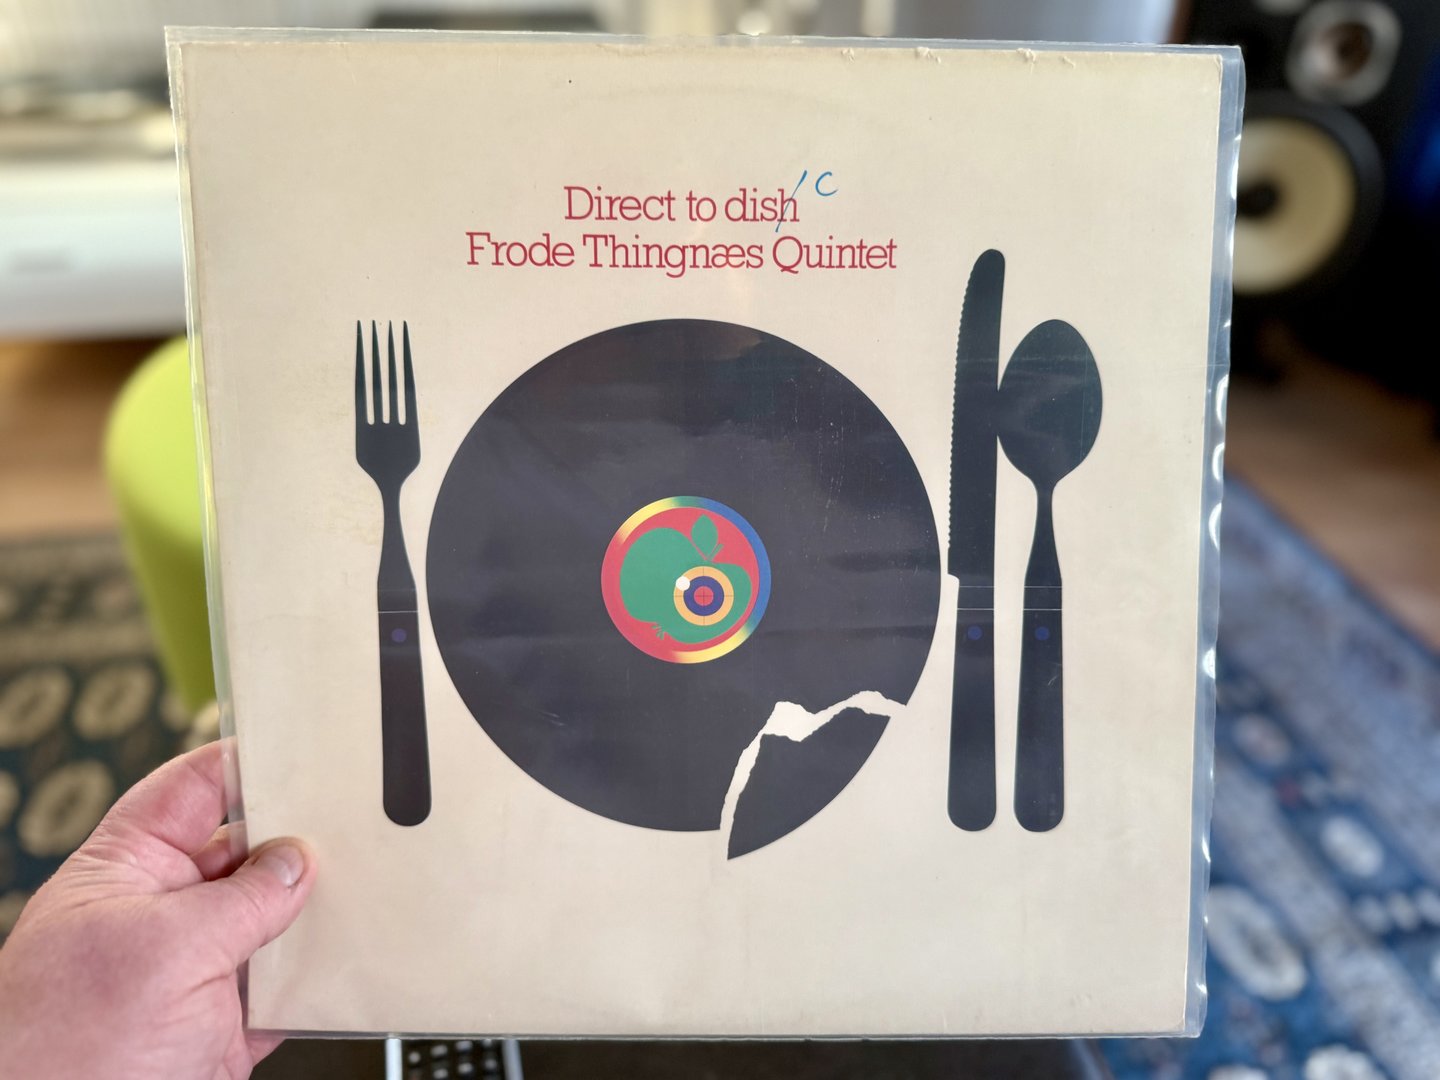 Direct to dish c
Frode Thingnæs Quintet